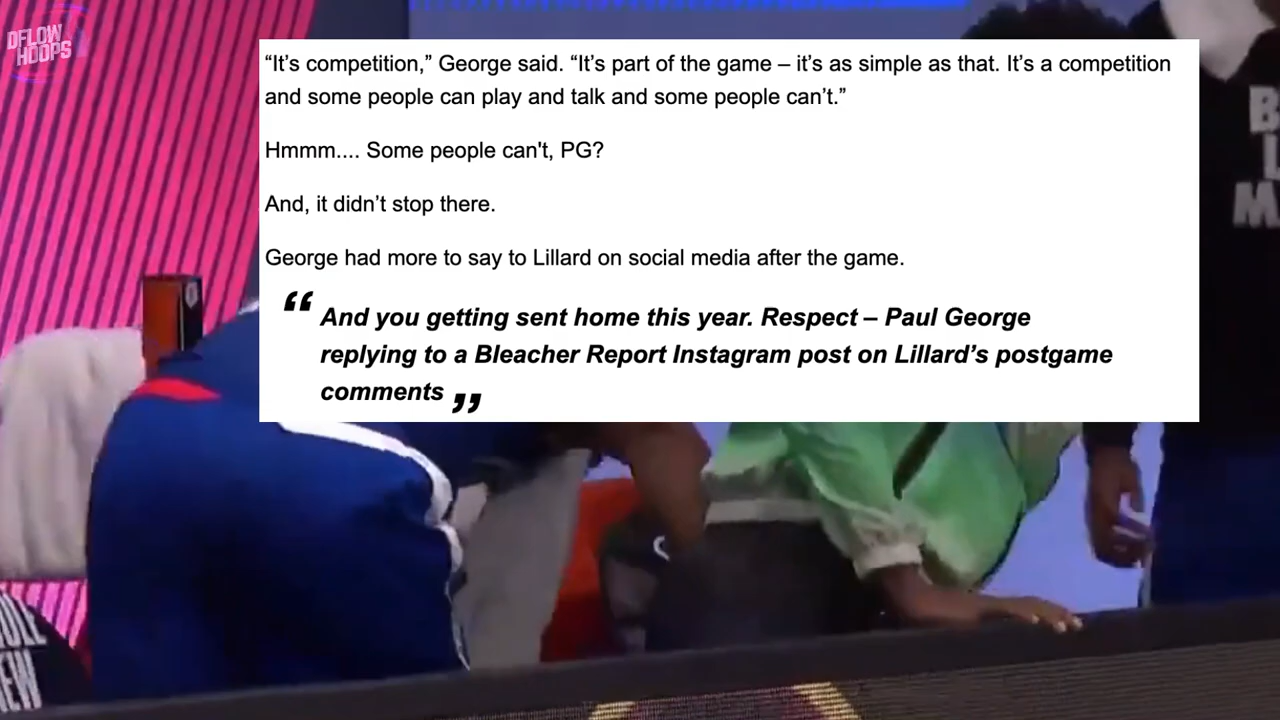 DFLOW
HOOPS
“It’s competition,” George said. “It’s part of the game – it’s as simple as that. It’s a competition
and some people can play and talk and some people can’t.”
Hmmm.... Some people can't, PG?
And, it didn’t stop there.
George had more to say to Lillard on social media after the game.
“ And you getting sent home this year. Respect – Paul George
replying to a Bleacher Report Instagram post on Lillard’s postgame
comments ”
B
L
M